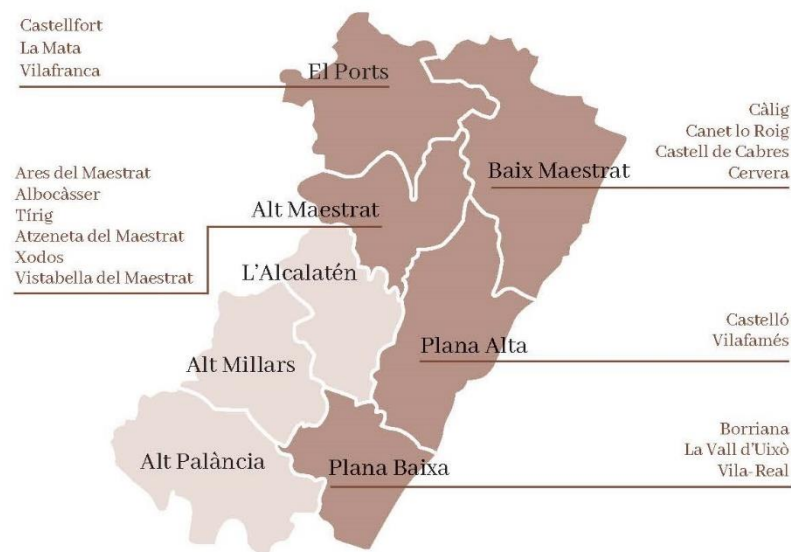 Castellfort
La Mata
Vilafranca
El Ports
Càlig
Canet lo Roig
Castell de Cabres
Cervera
Baix Maestrat
Ares del Maestrat
Albocàsser
Tírig
Atzeneta del Maestrat
Xodos
Vistabella del Maestrat
Alt Maestrat
L'Alcalatén
Castelló
Vilafamés
Plana Alta
Alt Millars
Borriana
La Vall d'Uixò
Vila-Real
Alt Palància
Plana Baixa